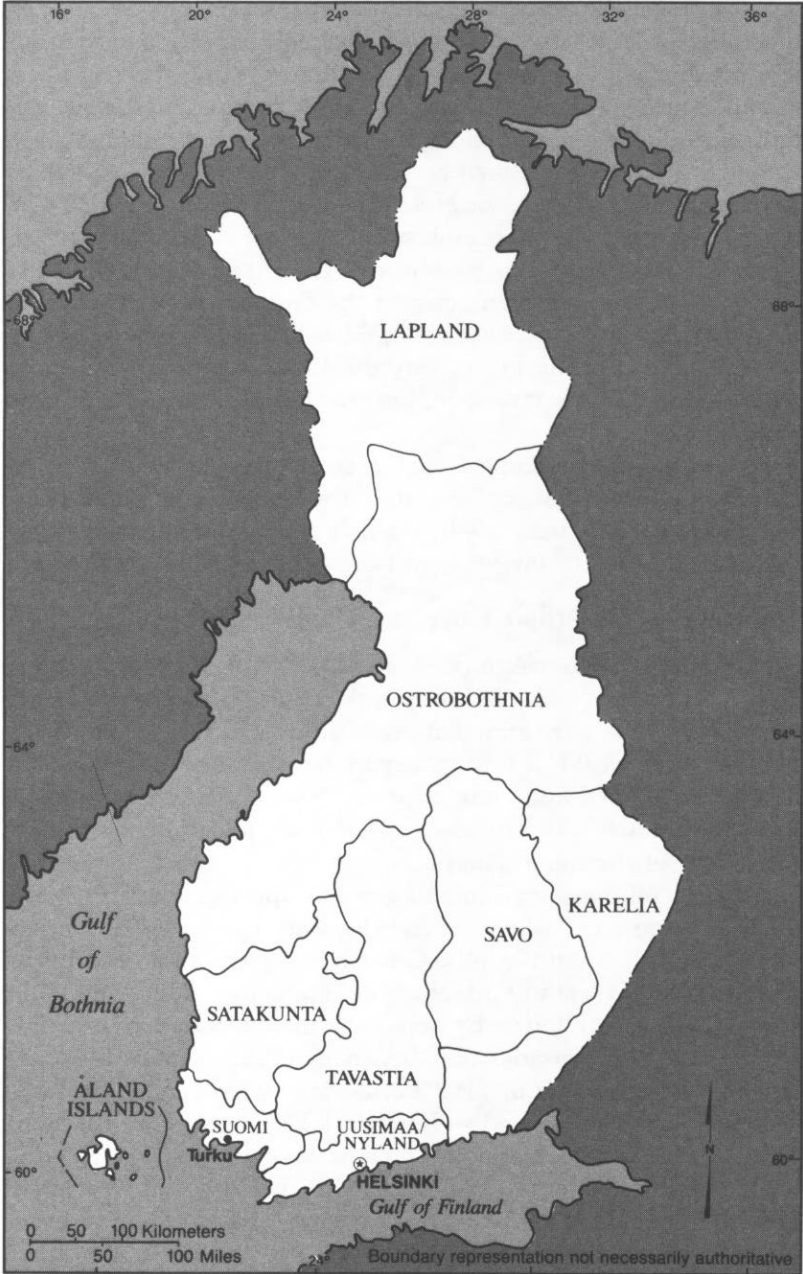 16° 20° 24° 28° 32° 36°
68° 68°
LAPLAND
OSTROBOTHNIA
64° 64°
Gulf
of
Bothnia
KARELIA
SAVO
SATAKUNTA
TAVASTIA
ÅLAND
ISLANDS
SUOMI
Turku
UUSIMAA/
NYLAND
N
60° 60°
HELSINKI
Gulf of Finland
0 50 100 Kilometers
0 50 100 Miles
24°
Boundary representation not necessarily authoritative